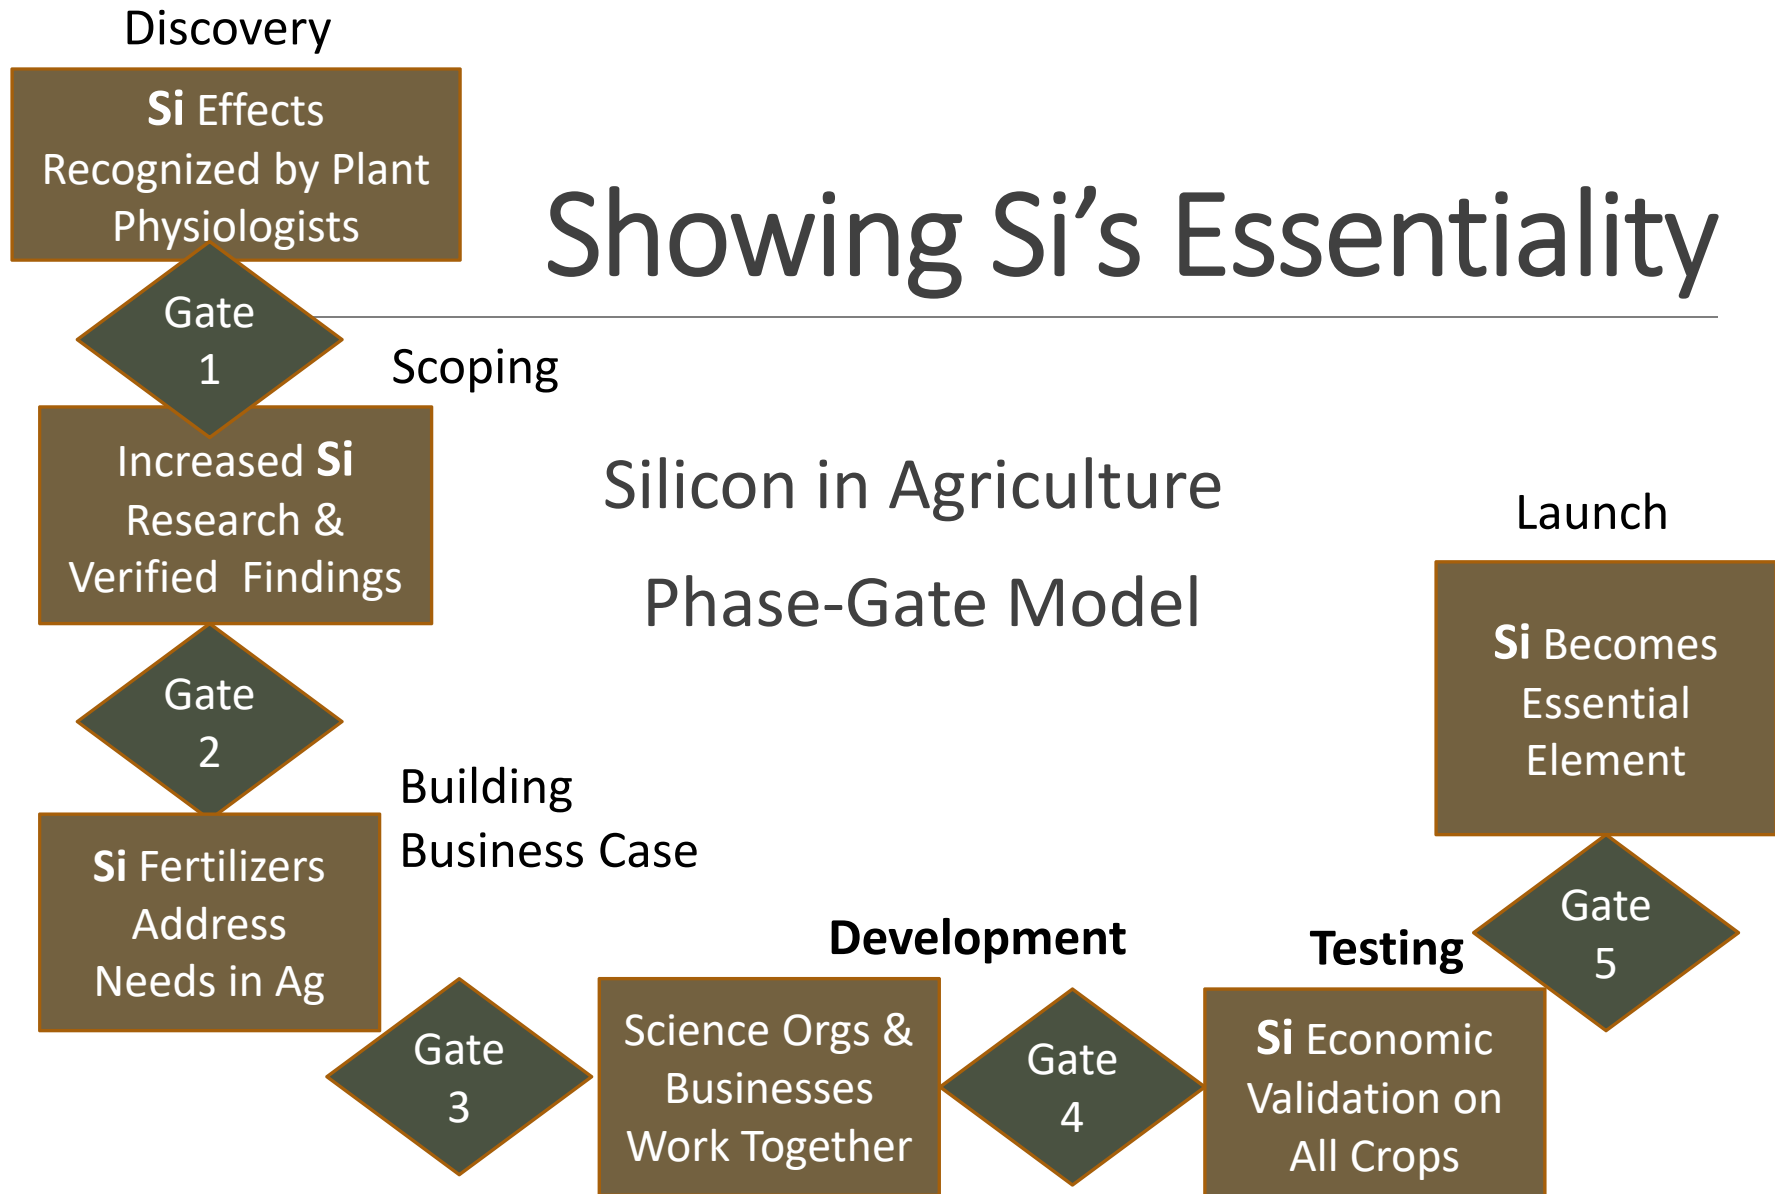 Discovery
Si Effects
Recognized by Plant
Physiologists
Showing Si’s Essentiality
Gate
1
Scoping
Increased Si
Research &
Verified Findings
Silicon in Agriculture
Phase-Gate Model
Gate
2
Building
Business Case
Si Fertilizers
Address
Needs in Ag
Gate
3
Development
Science Orgs &
Businesses
Work Together
Gate
4
Testing
Si Economic
Validation on
All Crops
Gate
5
Launch
Si Becomes
Essential
Element